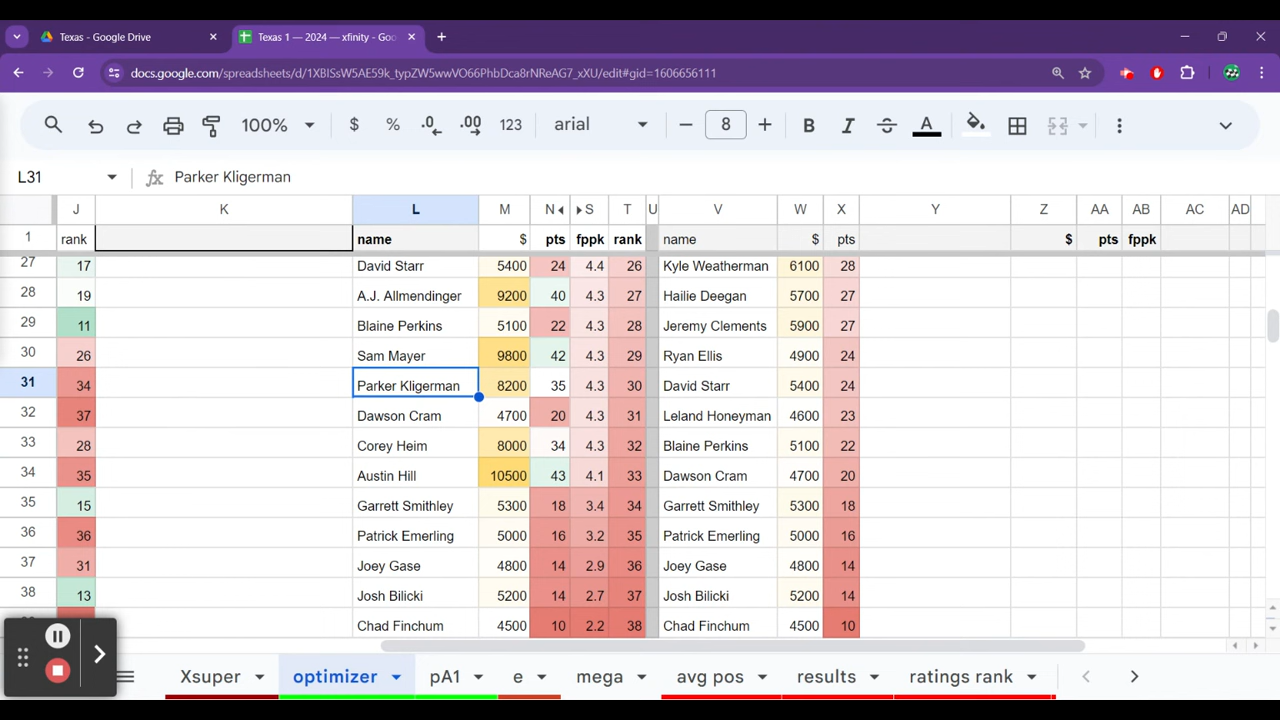 Texas - Google Drive
Texas 1 — 2024 — xfinity - Goo
docs.google.com/spreadsheets/d/1XBISsW5AE59k_typZW5wwVO66PhbDca8rNReAG7_xXU/edit#gid=1606656111
100% $ % .0 .00 123 arial 8 B I A
L31 fx Parker Kligerman
J K L M N S T U V W X Y Z AA AB AC AD
1 rank name $ pts fppk rank name $ pts $ pts fppk
27 17 David Starr 5400 24 4.4 26 Kyle Weatherman 6100 28
28 19 A.J. Allmendinger 9200 40 4.3 27 Hailie Deegan 5700 27
29 11 Blaine Perkins 5100 22 4.3 28 Jeremy Clements 5900 27
30 26 Sam Mayer 9800 42 4.3 29 Ryan Ellis 4900 24
31 34 Parker Kligerman 8200 35 4.3 30 David Starr 5400 24
32 37 Dawson Cram 4700 20 4.3 31 Leland Honeyman 4600 23
33 28 Corey Heim 8000 34 4.3 32 Blaine Perkins 5100 22
34 35 Austin Hill 10500 43 4.1 33 Dawson Cram 4700 20
35 15 Garrett Smithley 5300 18 3.4 34 Garrett Smithley 5300 18
36 36 Patrick Emerling 5000 16 3.2 35 Patrick Emerling 5000 16
37 31 Joey Gase 4800 14 2.9 36 Joey Gase 4800 14
38 13 Josh Bilicki 5200 14 2.7 37 Josh Bilicki 5200 14
Chad Finchum 4500 10 2.2 38 Chad Finchum 4500 10
Xsuper optimizer pA1 e mega avg pos results ratings rank